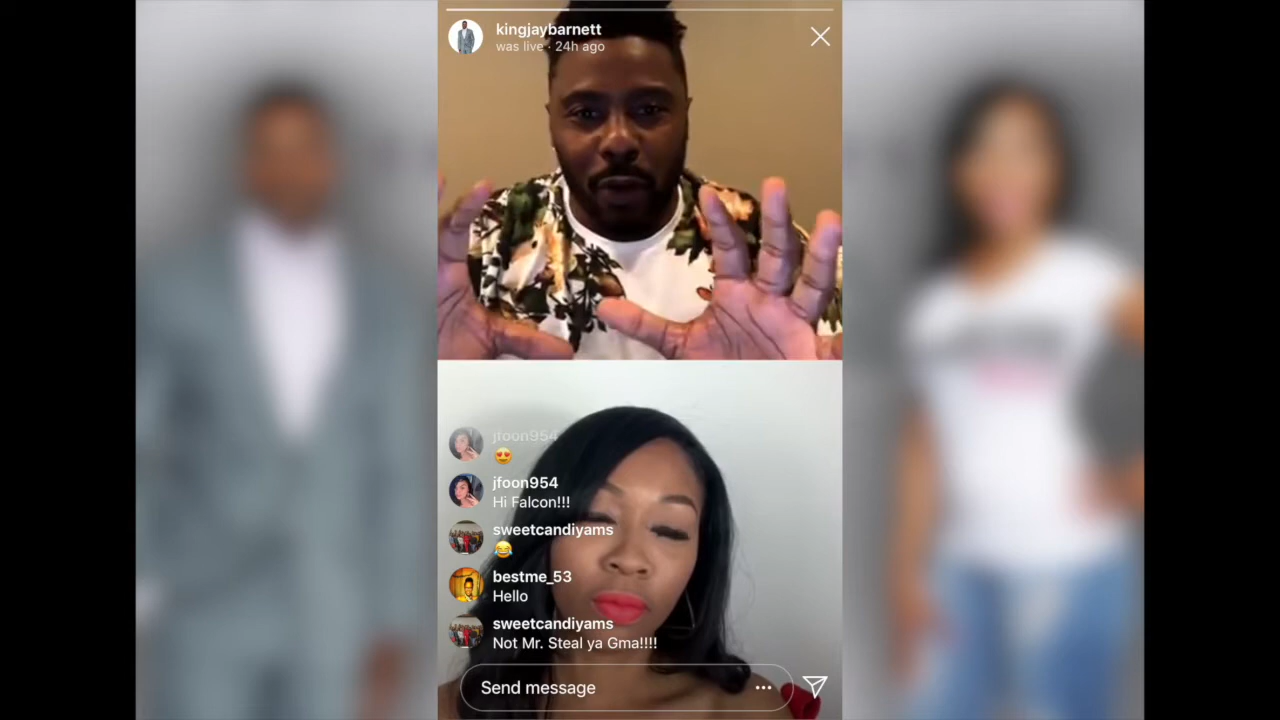 kingjaybarnett
was live · 24h ago
jfoon954
😍
jfoon954
Hi Falcon!!!
sweetcandiyams
😂
bestme_53
Hello
sweetcandiyams
Not Mr. Steal ya Gma!!!!
Send message